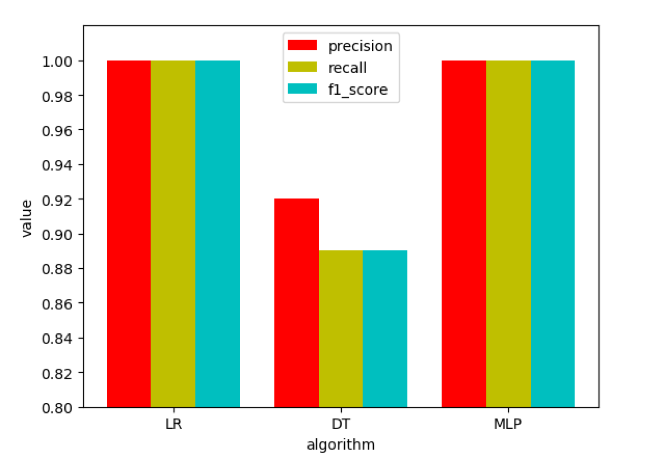 precision
recall
f1_score
1.00
0.98
0.96
0.94
0.92
0.90
0.88
0.86
0.84
0.82
0.80
value
LR DT MLP
algorithm